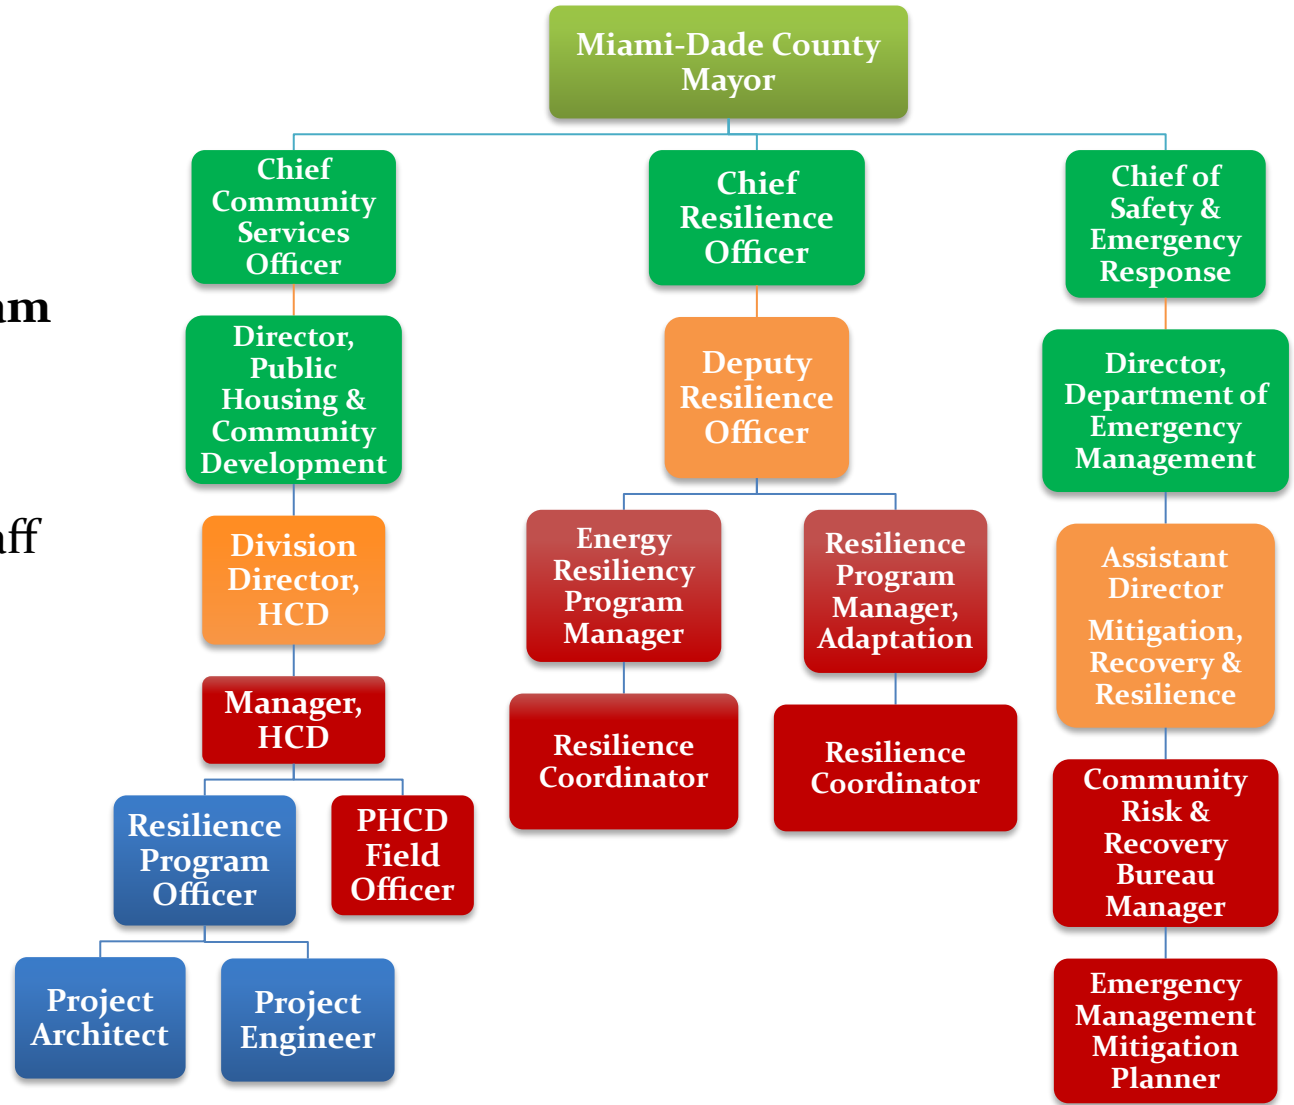 Miami-Dade County
Mayor
Chief
Community
Services
Officer
Chief
Resilience
Officer
Chief of
Safety &
Emergency
Response
am
Director,
Public
Housing &
Community
Development
Deputy
Resilience
Officer
Director,
Department of
Emergency
Management
aff
Division
Director,
HCD
Energy
Resiliency
Program
Manager
Resilience
Program
Manager,
Adaptation
Assistant
Director
Mitigation,
Recovery &
Resilience
Manager,
HCD
Resilience
Coordinator
Resilience
Coordinator
Community
Risk &
Recovery
Bureau
Manager
Resilience
Program
Officer
PHCD
Field
Officer
Project
Architect
Project
Engineer
Emergency
Management
Mitigation
Planner